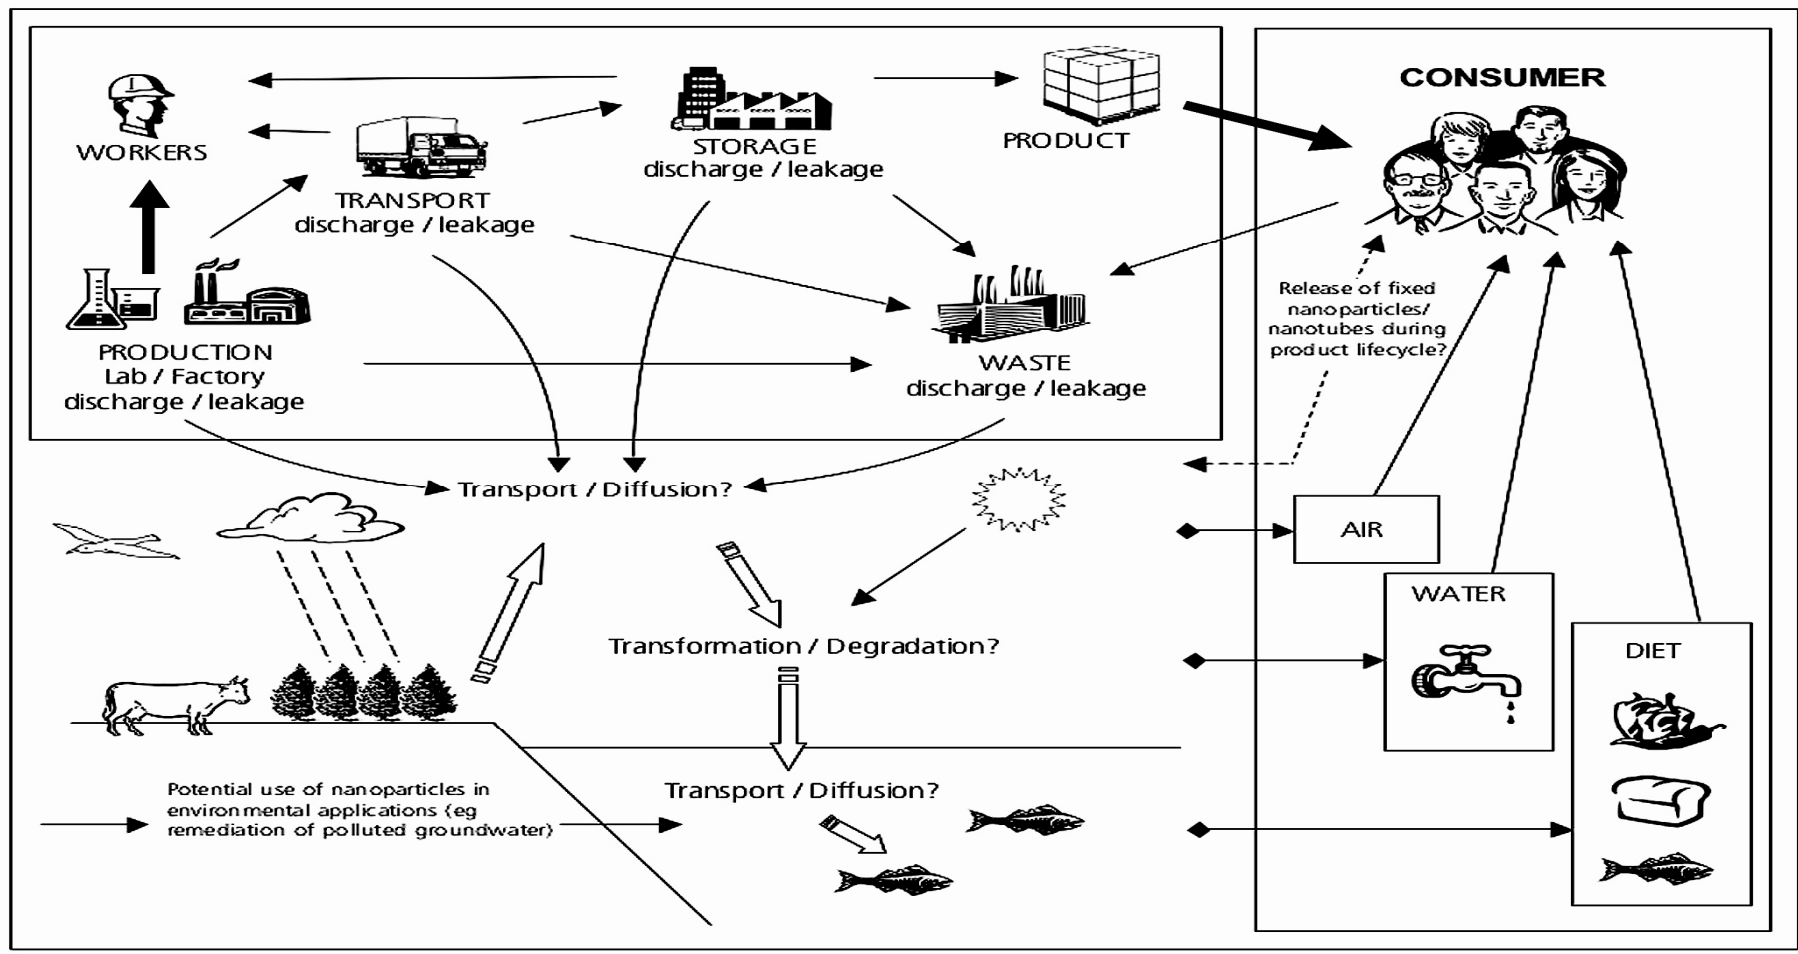 CONSUMER
WORKERS
STORAGE
discharge / leakage
PRODUCT
TRANSPORT
discharge / leakage
PRODUCTION
Lab / Factory
discharge / leakage
WASTE
discharge / leakage
Release of fixed
nanoparticles/
nanotubes during
product lifecycle?
Transport / Diffusion?
AIR
WATER
Transformation / Degradation?
DIET
Potential use of nanoparticles in
environmental applications (eg
remediation of polluted groundwater)
Transport / Diffusion?